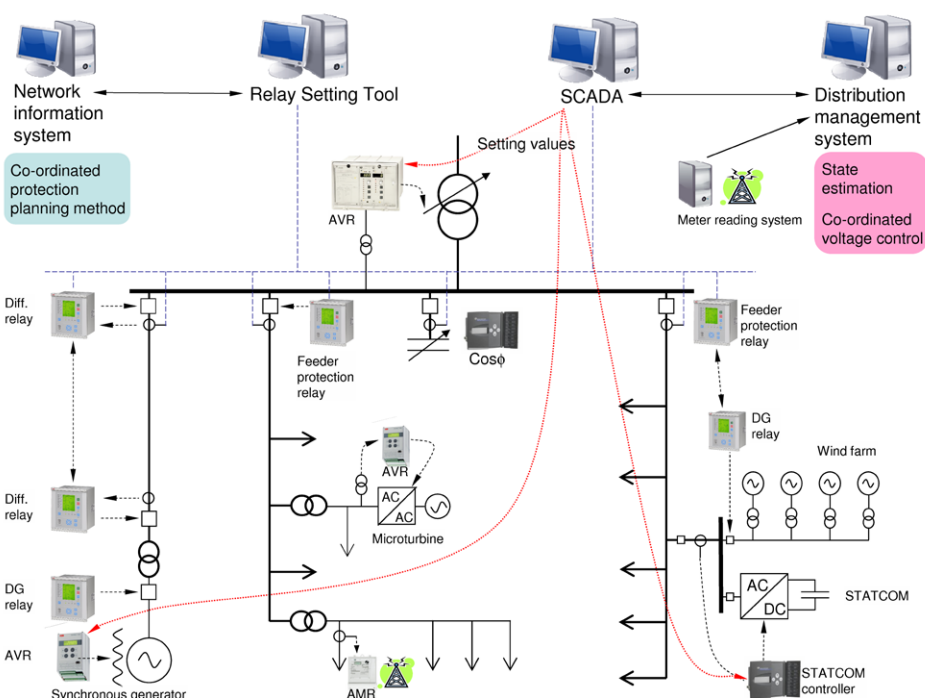 Network
information
system
Relay Setting Tool
SCADA
Distribution
management
system
Co-ordinated
protection
planning method
Setting values
AVR
Meter reading system
State
estimation
Co-ordinated
voltage control
Diff.
relay
Feeder
protection
relay
Cosϕ
Feeder
protection
relay
DG
relay
Wind farm
AVR
AC
AC
Microturbine
Diff.
relay
DG
relay
AVR
Synchronous generator
AMR
AC
DC
STATCOM
STATCOM
controller